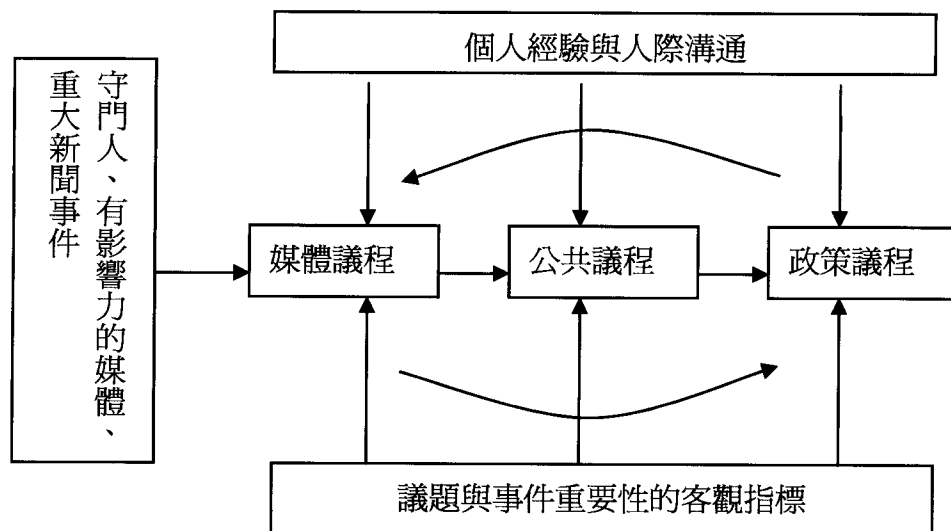 個人經驗與人際溝通
守門人、有影響力的媒體、
重大新聞事件
媒體議程
公共議程
政策議程
議題與事件重要性的客觀指標